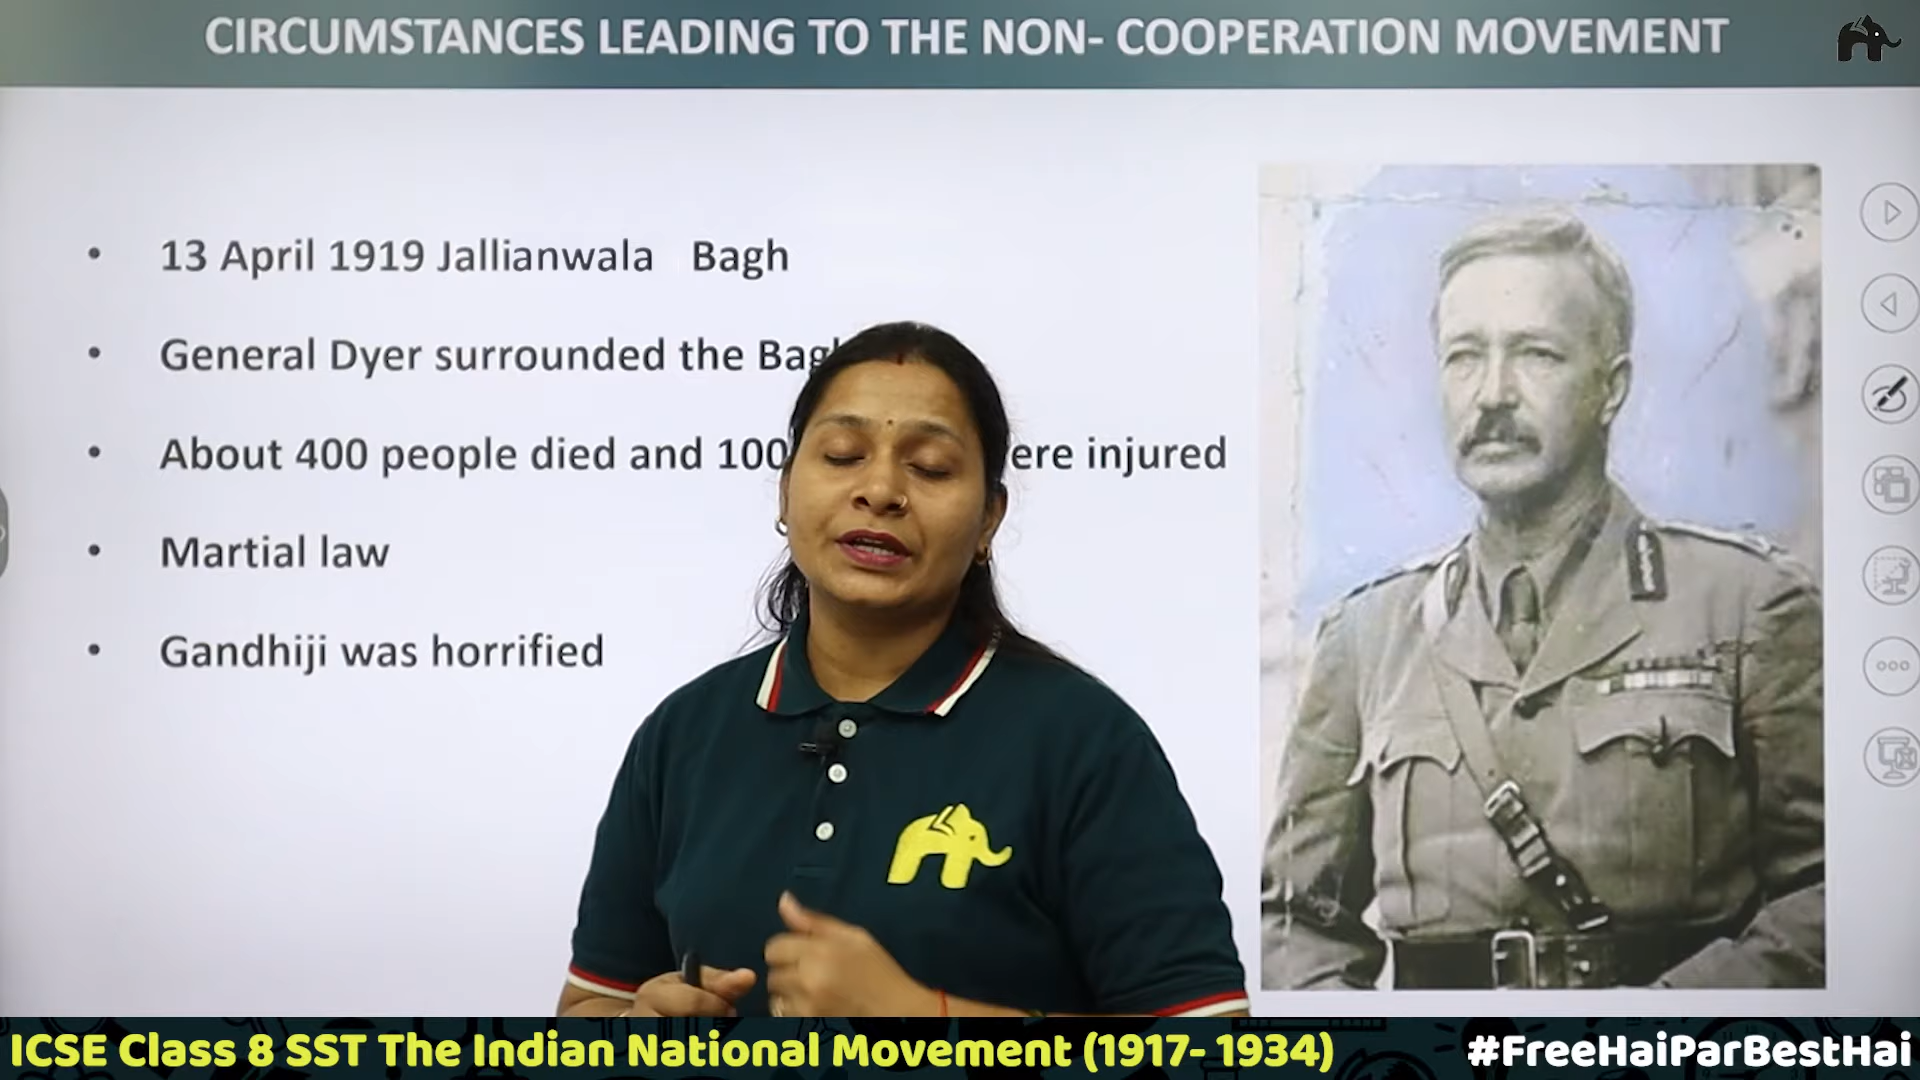 CIRCUMSTANCES LEADING TO THE NON- COOPERATION MOVEMENT
• 13 April 1919 Jallianwala Bagh
• General Dyer surrounded the
• About 400 people died and injured
• Martial law
• Gandhiji was horrified
ICSE Class 8 SST The Indian National Movement (1917- 1934)
#FreeHaiParBestHai